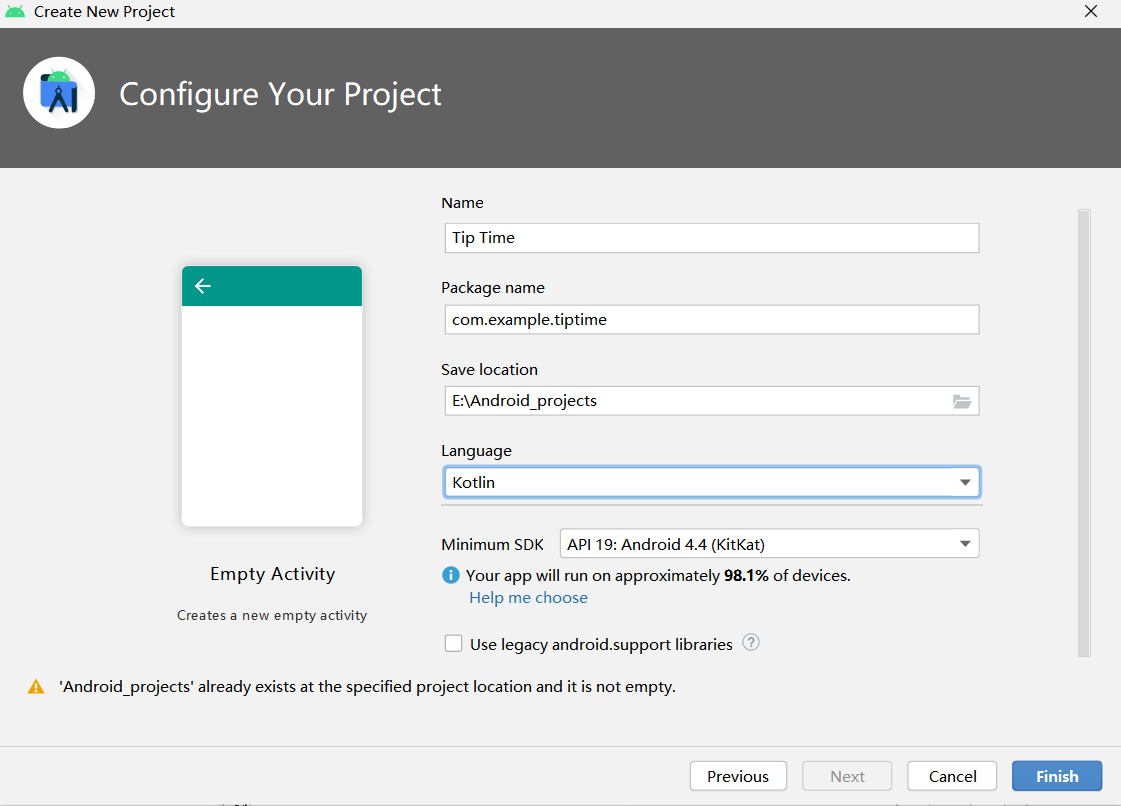 Create New Project
Configure Your Project
Name
Tip Time
Package name
com.example.tiptime
Save location
E:\Android_projects
Language
Kotlin
Minimum SDK API 19: Android 4.4 (KitKat)
Your app will run on approximately 98.1% of devices.
Help me choose
Use legacy android.support libraries ?
Empty Activity
Creates a new empty activity
'Android_projects' already exists at the specified project location and it is not empty.
Previous Next Cancel Finish